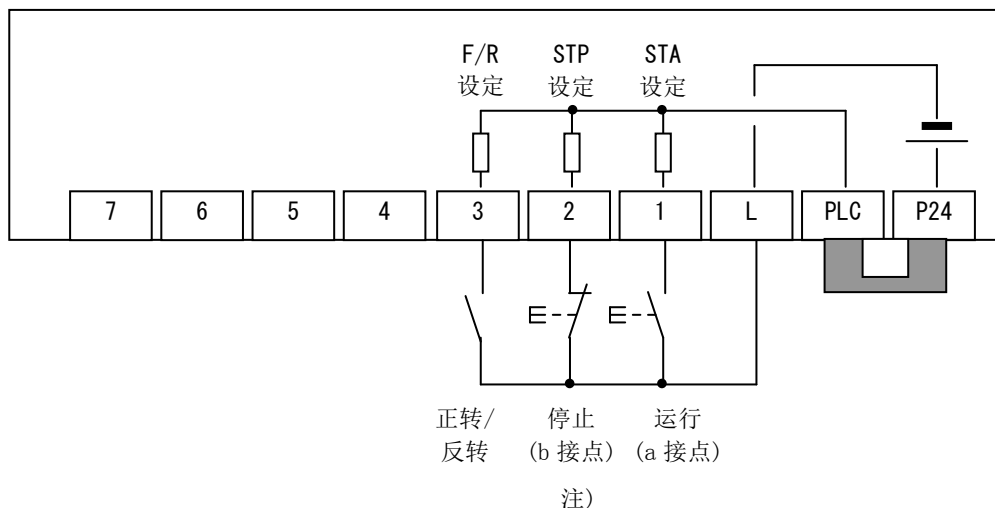 F/R STP STA
设定 设定 设定
7 6 5 4 3 2 1 L PLC P24
正转/ 停止 运行
反转 (b 接点) (a 接点)
注)